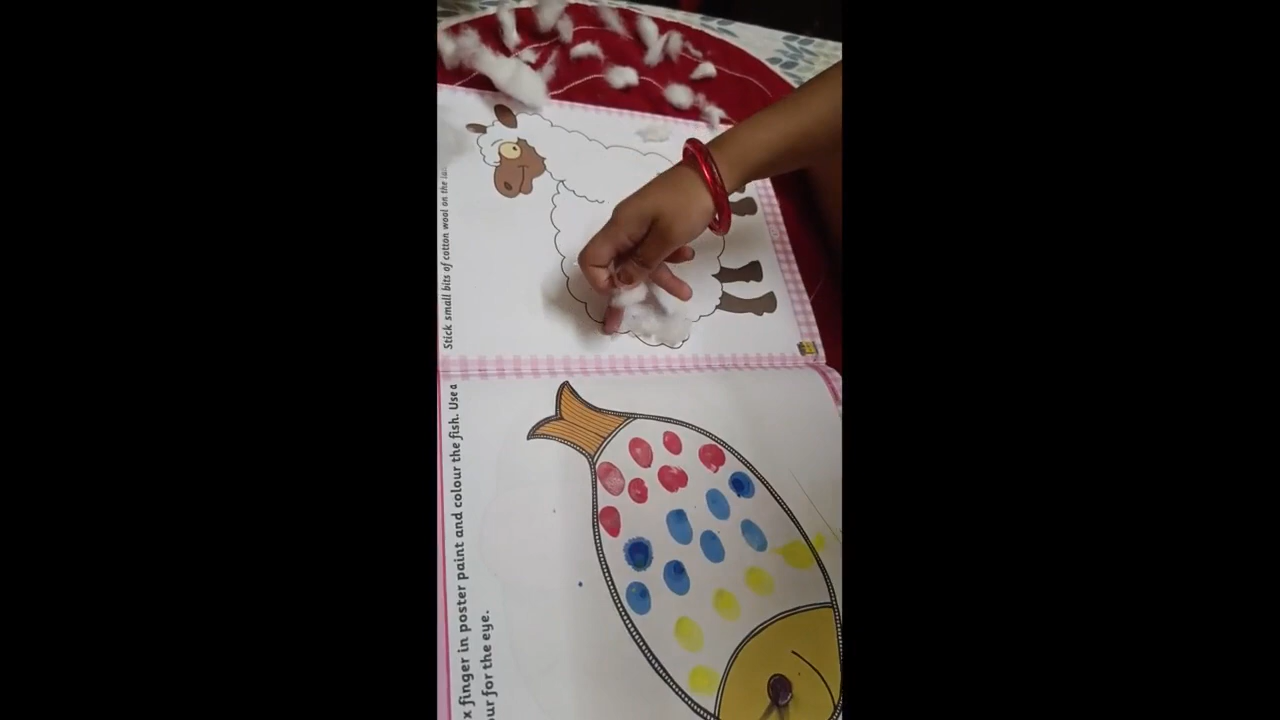 Stick small bits of cotton wool on the
x finger in poster paint and colour the fish. Use a
ur for the eye.